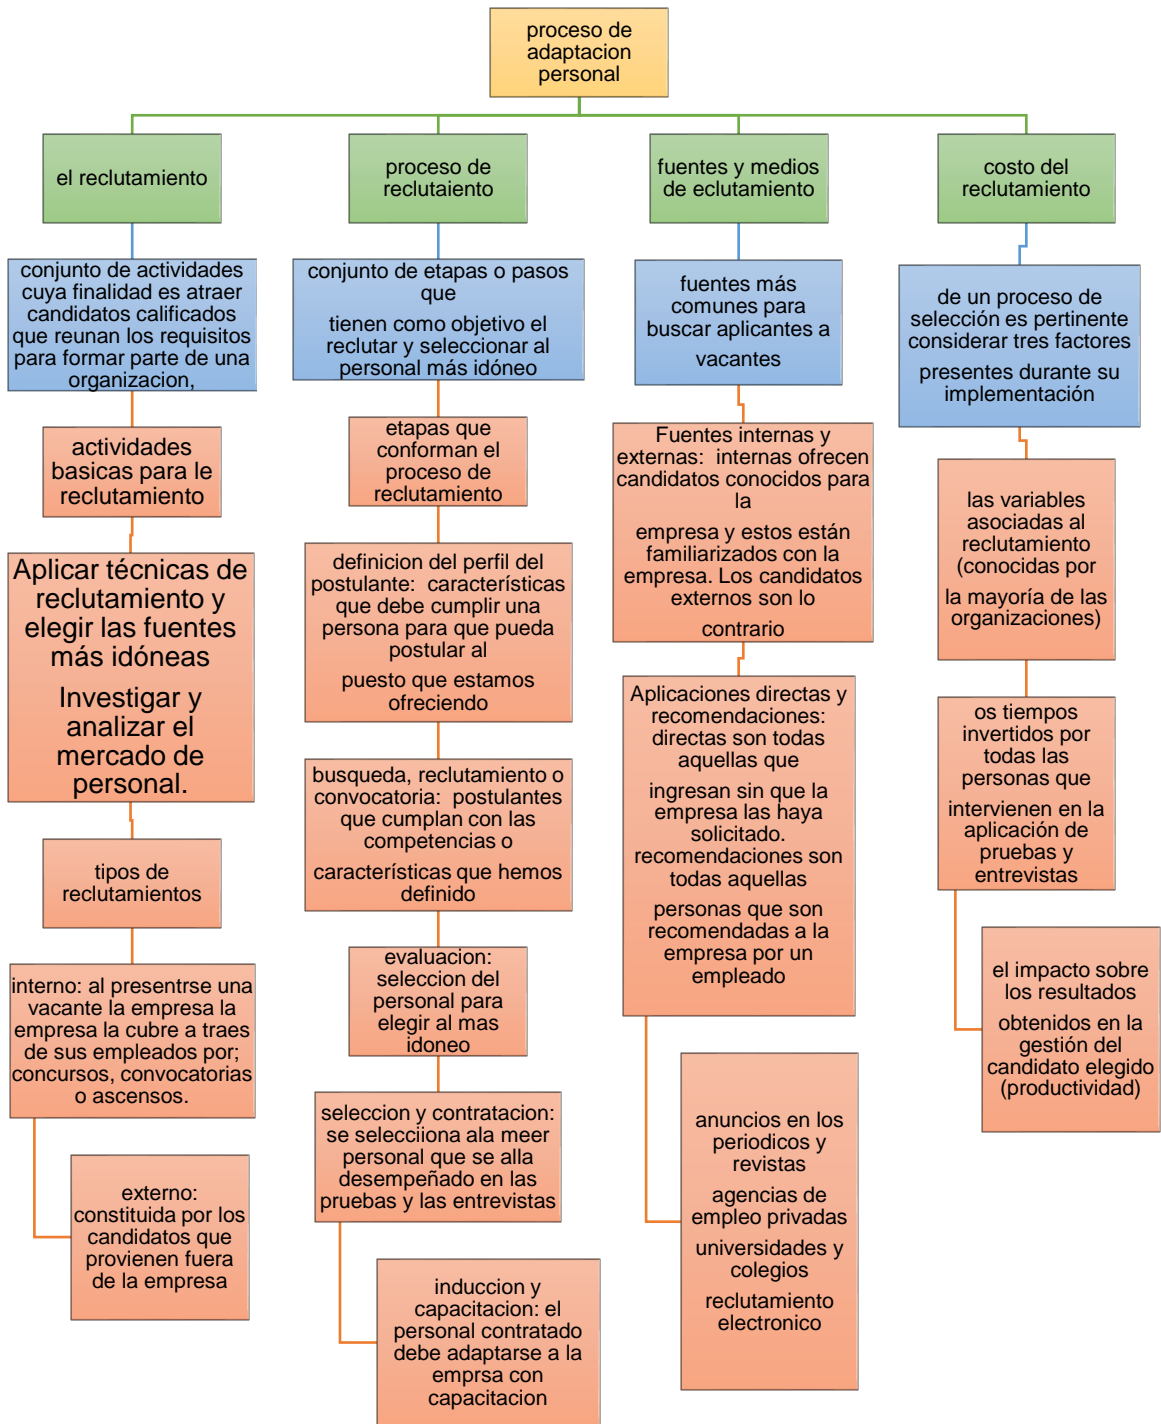 proceso de
adaptacion
personal
el reclutamiento
conjunto de actividades
cuya finalidad es atraer
candidatos calificados
que reunan los requisitos
para formar parte de una
organizacion,
actividades
basicas para le
reclutamiento
Aplicar técnicas de
reclutamiento y
elegir las fuentes
más idóneas
Investigar y
analizar el
mercado de
personal.
tipos de
reclutamientos
interno: al presentrse una
vacante la empresa la
empresa la cubre a traes
de sus empleados por;
concursos, convocatorias
o ascensos.
externo:
constituida por los
candidatos que
provienen fuera
de la empresa
proceso de
reclutaiento
conjunto de etapas o pasos
que
tienen como objetivo el
reclutar y seleccionar al
personal más idóneo
etapas que
conforman el
proceso de
reclutamiento
definicion del perfil del
postulante:  características
que debe cumplir una
persona para que pueda
postular al
puesto que estamos
ofreciendo
busqueda, reclutamiento o
convocatoria:  postulantes
que cumplan con las
competencias o
características que hemos
definido
evaluacion:
seleccion del
personal para
elegir al mas
idoneo
seleccion y contratacion:
se selecciiona ala meer
personal que se alla
desempeñado en las
pruebas y las entrevistas
induccion y
capacitacion: el
personal contratado
debe adaptarse a la
emprsa con
capacitacion
fuentes y medios
de eclutamiento
fuentes más
comunes para
buscar aplicantes a
vacantes
Fuentes internas y
externas:  internas ofrecen
candidatos conocidos para
la
empresa y estos están
familiarizados con la
empresa. Los candidatos
externos son lo
contrario
Aplicaciones directas y
recomendaciones:
directas son todas
aquellas que
ingresan sin que la
empresa las haya
solicitado.
recomendaciones son
todas aquellas
personas que son
recomendadas a la
empresa por un
empleado
anuncios en los
periodicos y
revistas
agencias de
empleo privadas
universidades y
colegios
reclutamiento
electronico
costo del
reclutamiento
de un proceso de
selección es pertinente
considerar tres factores
presentes durante su
implementación
las variables
asociadas al
reclutamiento
(conocidas por
la mayoría de las
organizaciones)
os tiempos
invertidos por
todas las
personas que
intervienen en la
aplicación de
pruebas y
entrevistas
el impacto sobre
los resultados
obtenidos en la
gestión del
candidato elegido
(productividad)